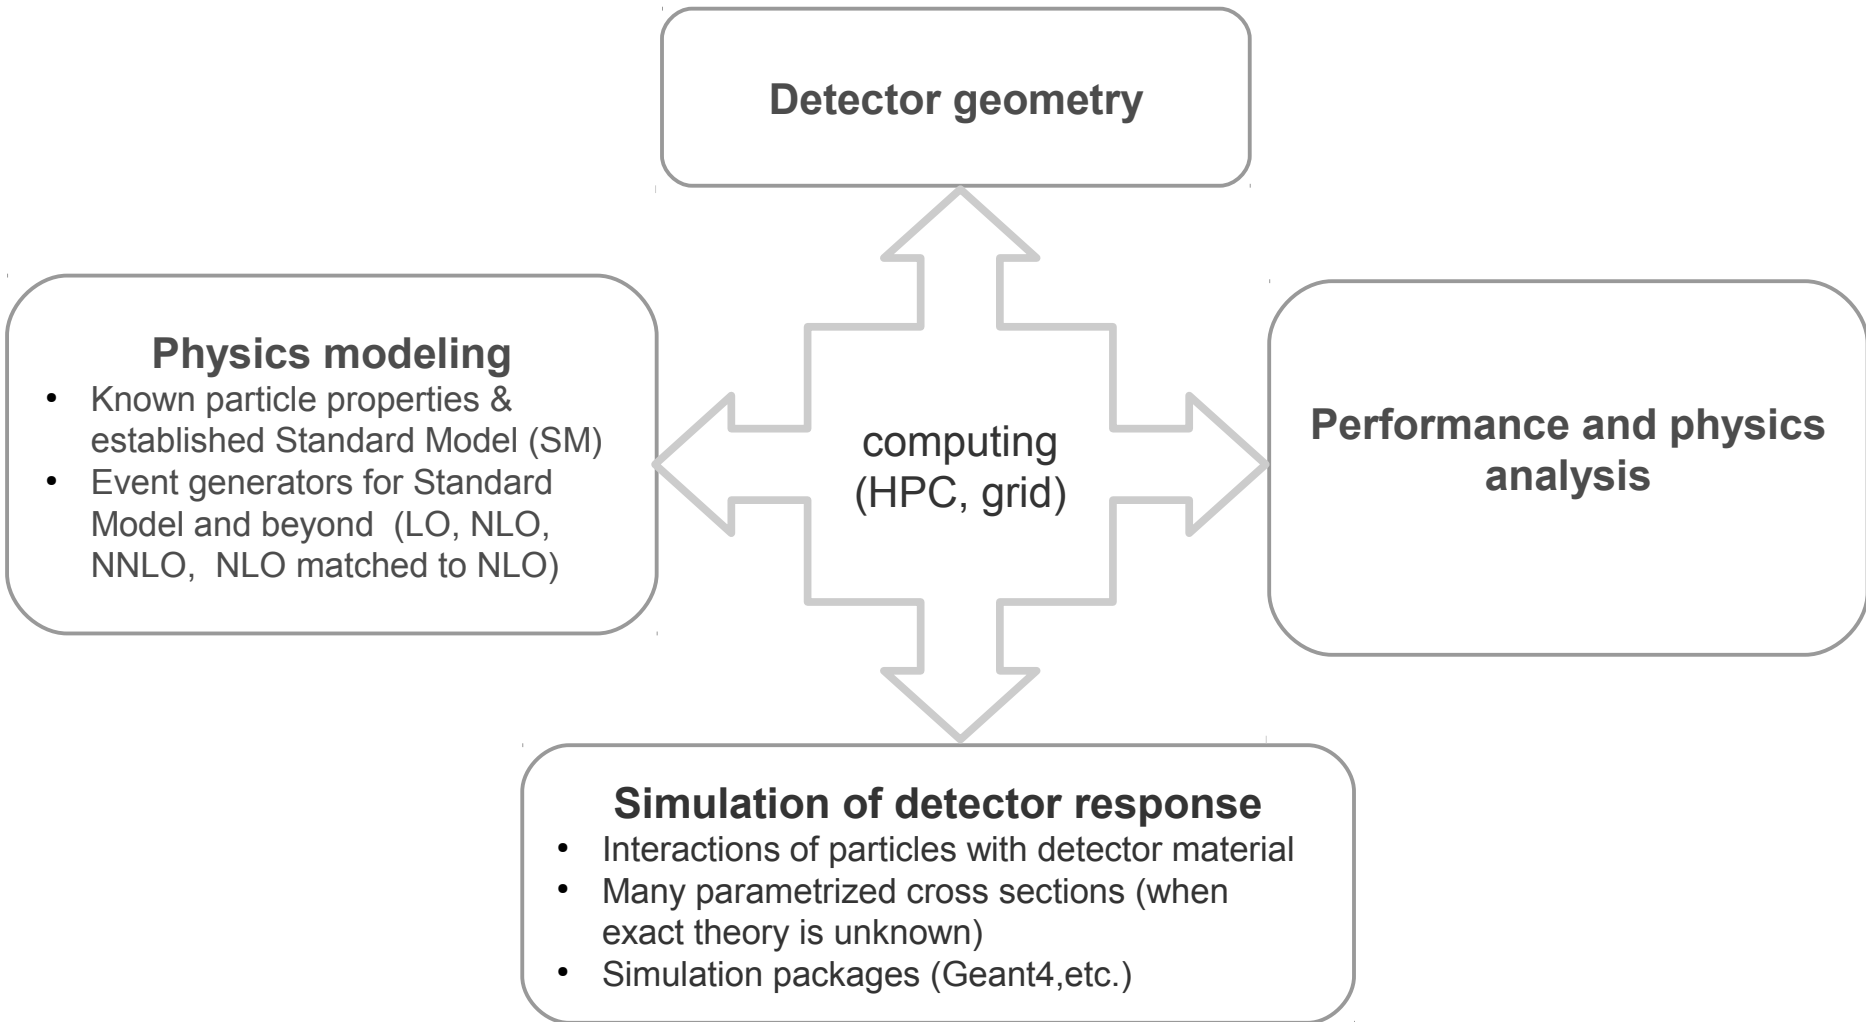 Detector geometry
Physics modeling
• Known particle properties &
established Standard Model (SM)
• Event generators for Standard
Model and beyond  (LO, NLO,
NNLO,  NLO matched to NLO)
computing
(HPC, grid)
Performance and physics
analysis
Simulation of detector response
• Interactions of particles with detector material
• Many parametrized cross sections (when
exact theory is unknown)
• Simulation packages (Geant4,etc.)